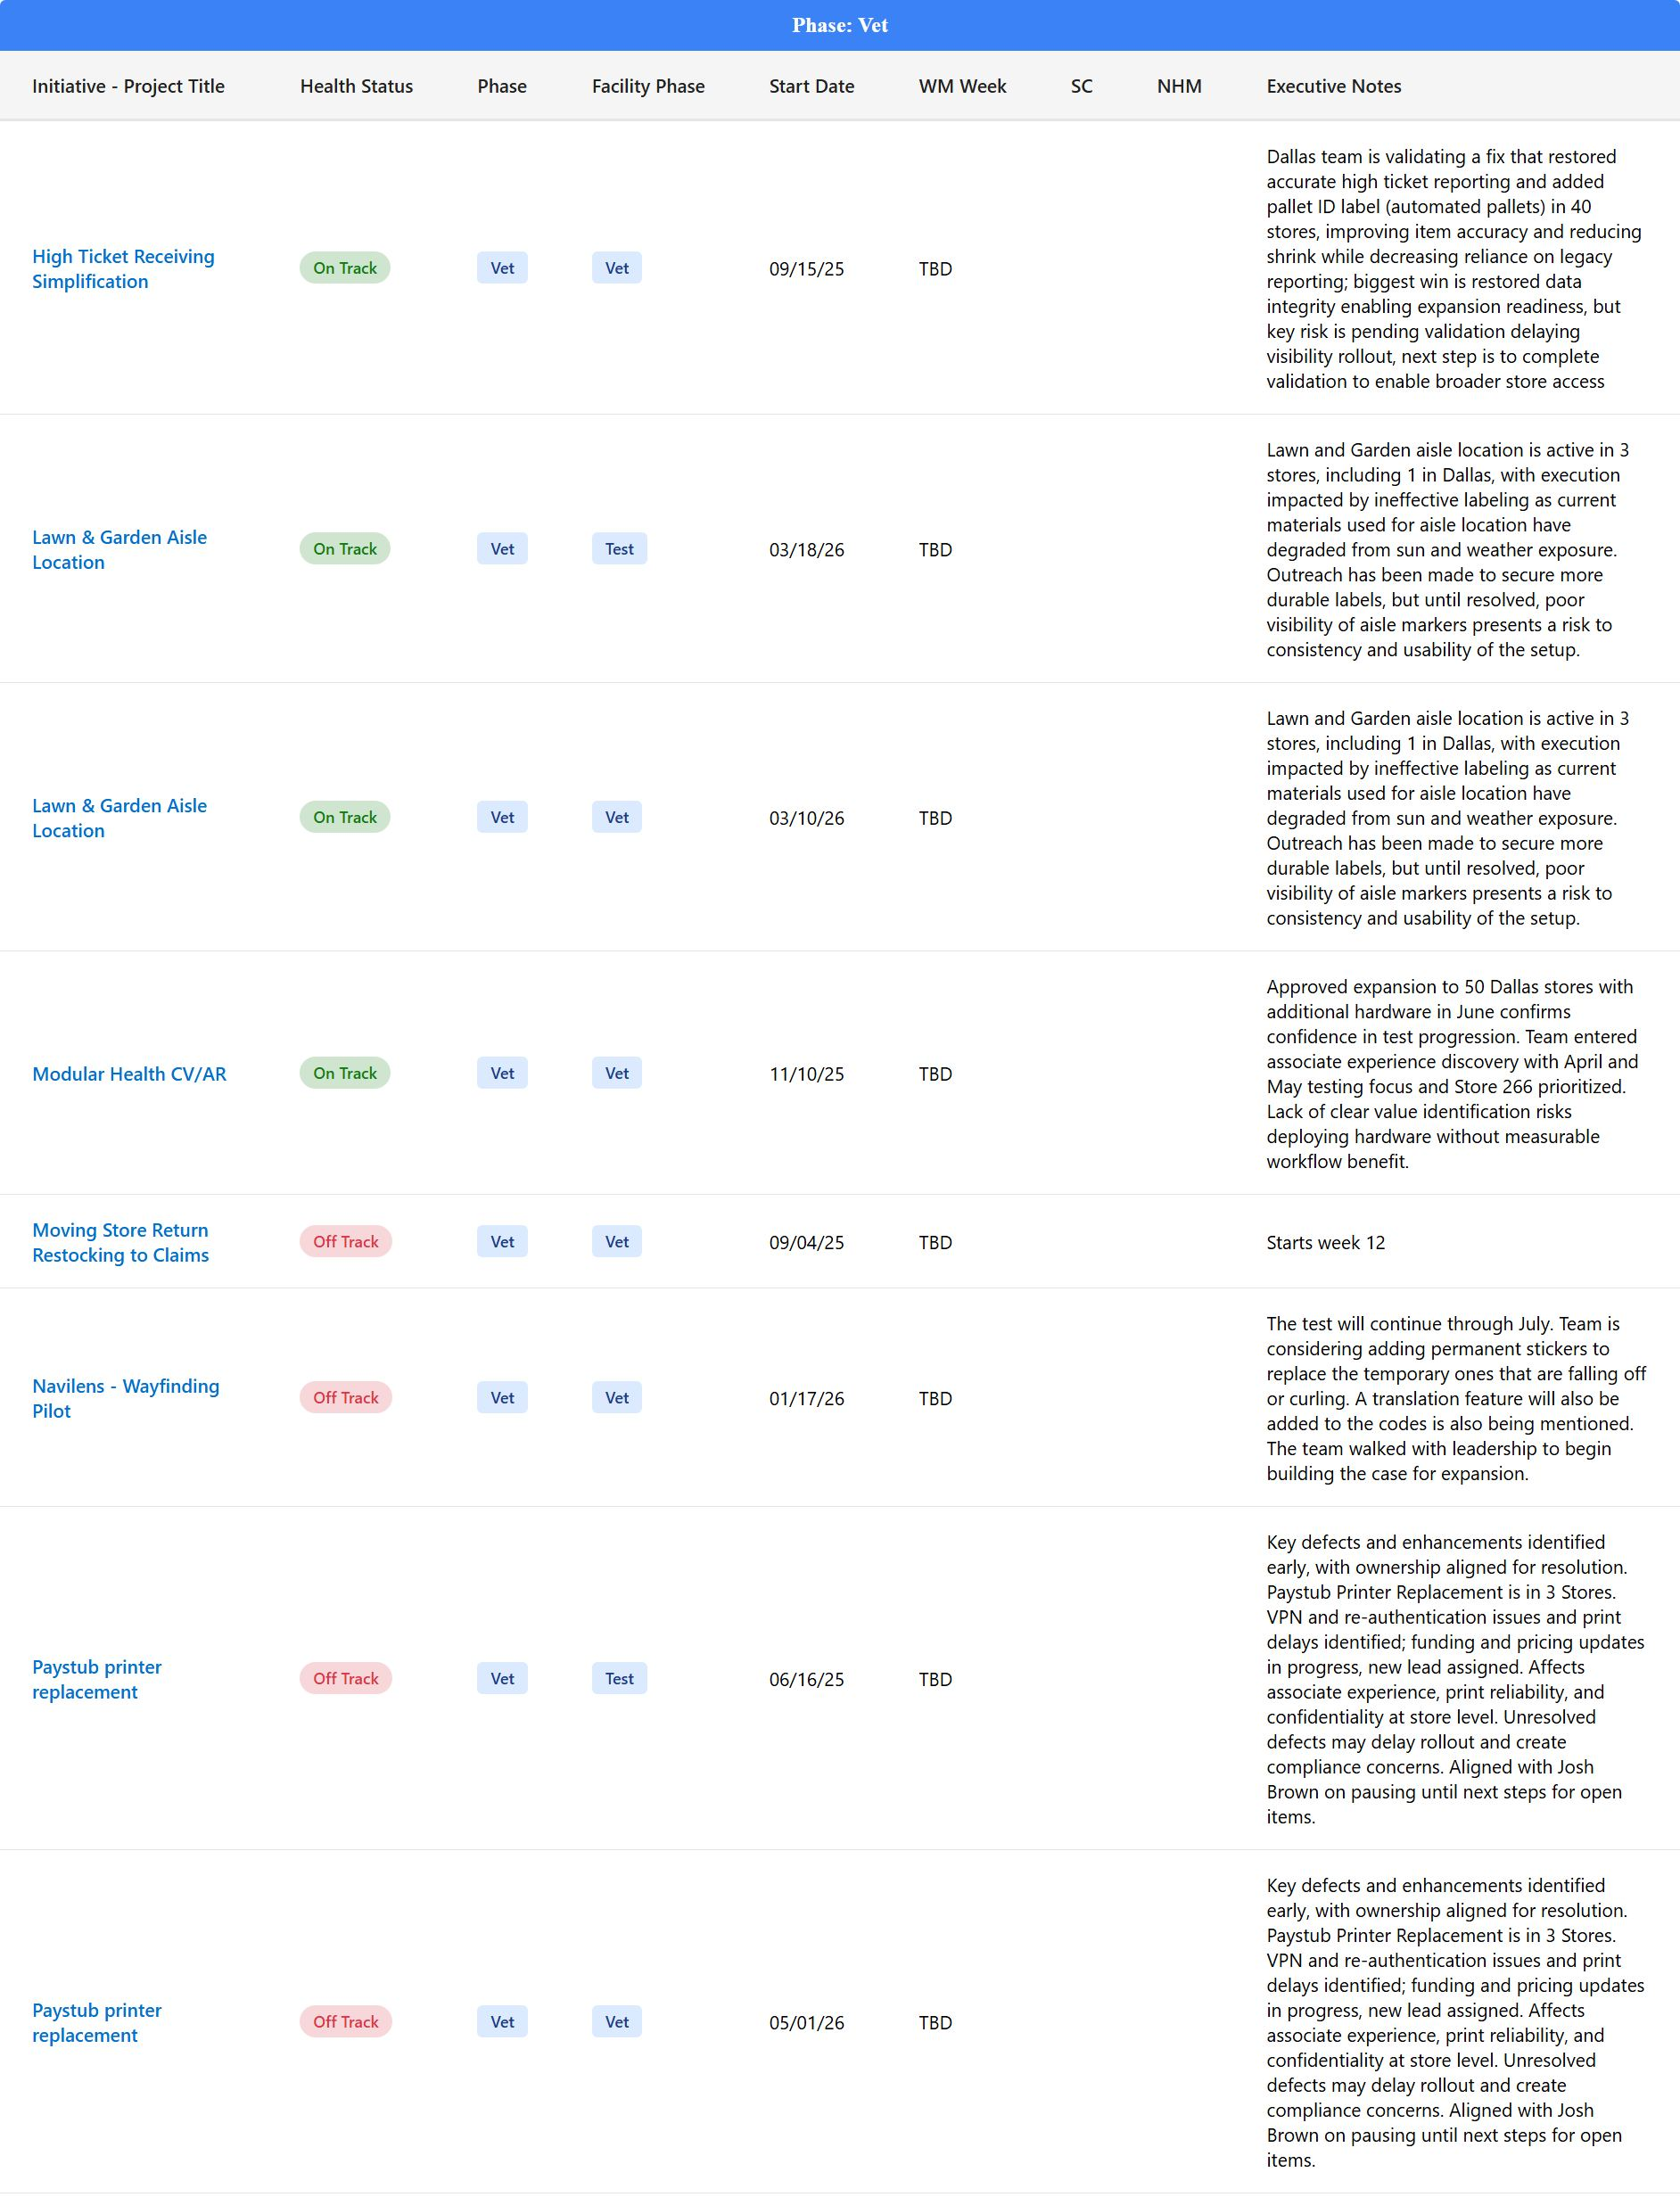 Phase: Vet
Initiative - Project Title Health Status Phase Facility Phase Start Date WM Week SC NHM Executive Notes
Dallas team is validating a fix that restored
accurate high ticket reporting and added
pallet ID label (automated pallets) in 40
stores, improving item accuracy and reducing
High Ticket Receiving
Simplification
On Track Vet Vet 09/15/25 TBD
shrink while decreasing reliance on legacy
reporting; biggest win is restored data
integrity enabling expansion readiness, but
key risk is pending validation delaying
visibility rollout, next step is to complete
validation to enable broader store access
Lawn & Garden Aisle
Location
On Track Vet Test 03/18/26 TBD
Lawn and Garden aisle location is active in 3
stores, including 1 in Dallas, with execution
impacted by ineffective labeling as current
materials used for aisle location have
degraded from sun and weather exposure.
Outreach has been made to secure more
durable labels, but until resolved, poor
visibility of aisle markers presents a risk to
consistency and usability of the setup.
Lawn & Garden Aisle
Location
On Track Vet Vet 03/10/26 TBD
Lawn and Garden aisle location is active in 3
stores, including 1 in Dallas, with execution
impacted by ineffective labeling as current
materials used for aisle location have
degraded from sun and weather exposure.
Outreach has been made to secure more
durable labels, but until resolved, poor
visibility of aisle markers presents a risk to
consistency and usability of the setup.
Modular Health CV/AR On Track Vet Vet 11/10/25 TBD
Approved expansion to 50 Dallas stores with
additional hardware in June confirms
confidence in test progression. Team entered
associate experience discovery with April and
May testing focus and Store 266 prioritized.
Lack of clear value identification risks
deploying hardware without measurable
workflow benefit.
Moving Store Return
Restocking to Claims
Off Track Vet Vet 09/04/25 TBD Starts week 12
Navilens - Wayfinding
Pilot
Off Track Vet Vet 01/17/26 TBD
The test will continue through July. Team is
considering adding permanent stickers to
replace the temporary ones that are falling off
or curling. A translation feature will also be
added to the codes is also being mentioned.
The team walked with leadership to begin
building the case for expansion.
Paystub printer
replacement
Off Track Vet Test 06/16/25 TBD
Key defects and enhancements identified
early, with ownership aligned for resolution.
Paystub Printer Replacement is in 3 Stores.
VPN and re-authentication issues and print
delays identified; funding and pricing updates
in progress, new lead assigned. Affects
associate experience, print reliability, and
confidentiality at store level. Unresolved
defects may delay rollout and create
compliance concerns. Aligned with Josh
Brown on pausing until next steps for open
items.
Paystub printer
replacement
Off Track Vet Vet 05/01/26 TBD
Key defects and enhancements identified
early, with ownership aligned for resolution.
Paystub Printer Replacement is in 3 Stores.
VPN and re-authentication issues and print
delays identified; funding and pricing updates
in progress, new lead assigned. Affects
associate experience, print reliability, and
confidentiality at store level. Unresolved
defects may delay rollout and create
compliance concerns. Aligned with Josh
Brown on pausing until next steps for open
items.